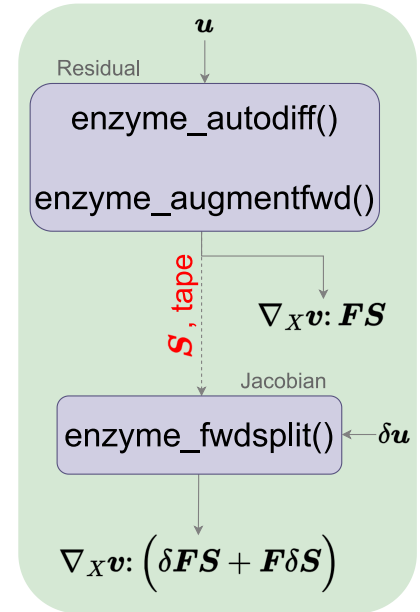 u
Residual
enzyme_autodiff()
enzyme_augmentfwd()
S, tape
∇_X v: FS
Jacobian
enzyme_fwdsplit()
δu
∇_X v: (δFS + FδS)